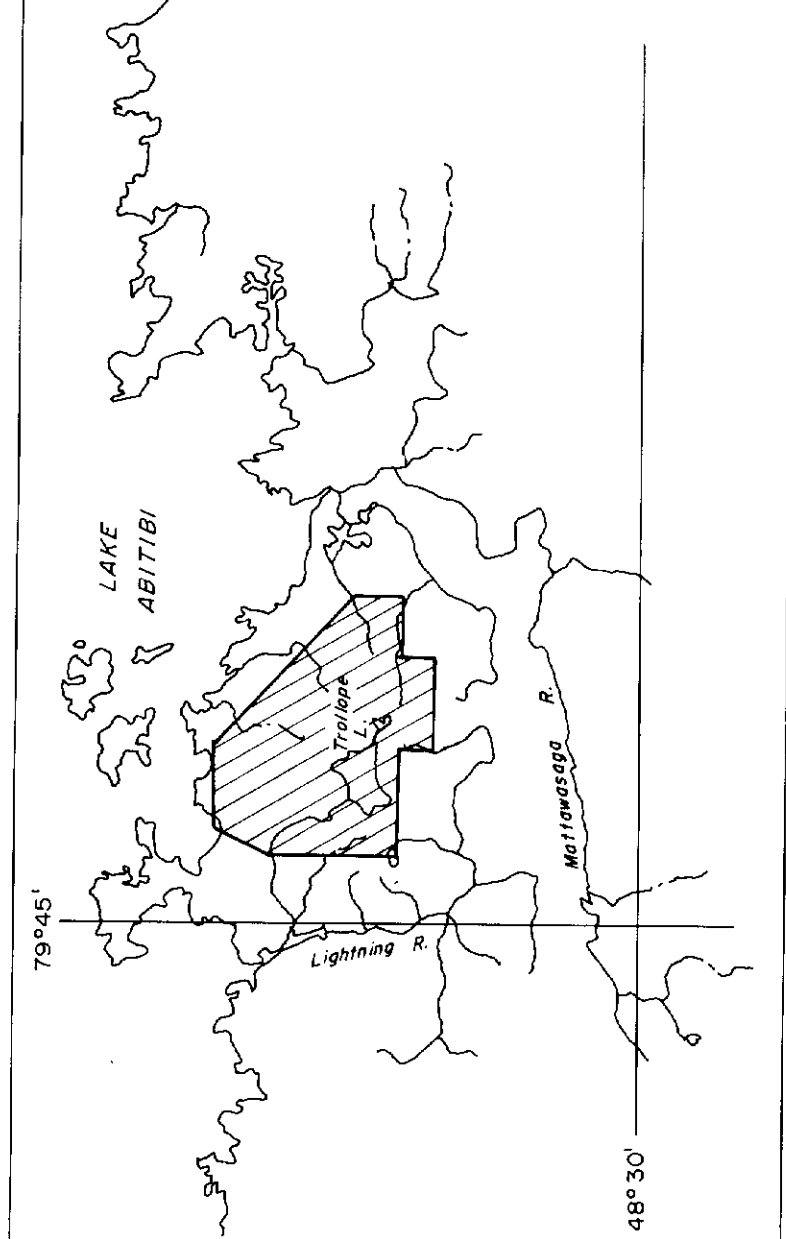 79°45'
LAKE
ABITIBI
Trollope
L.
Lightning R.
Mattawasaga R.
48°30'